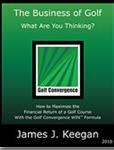 The Business of Golf
What Are You Thinking?
Golf Convergence
How to Maximize the
Financial Return of a Golf Course
With the Golf Convergence WIN™ Formula
James J. Keegan
2010